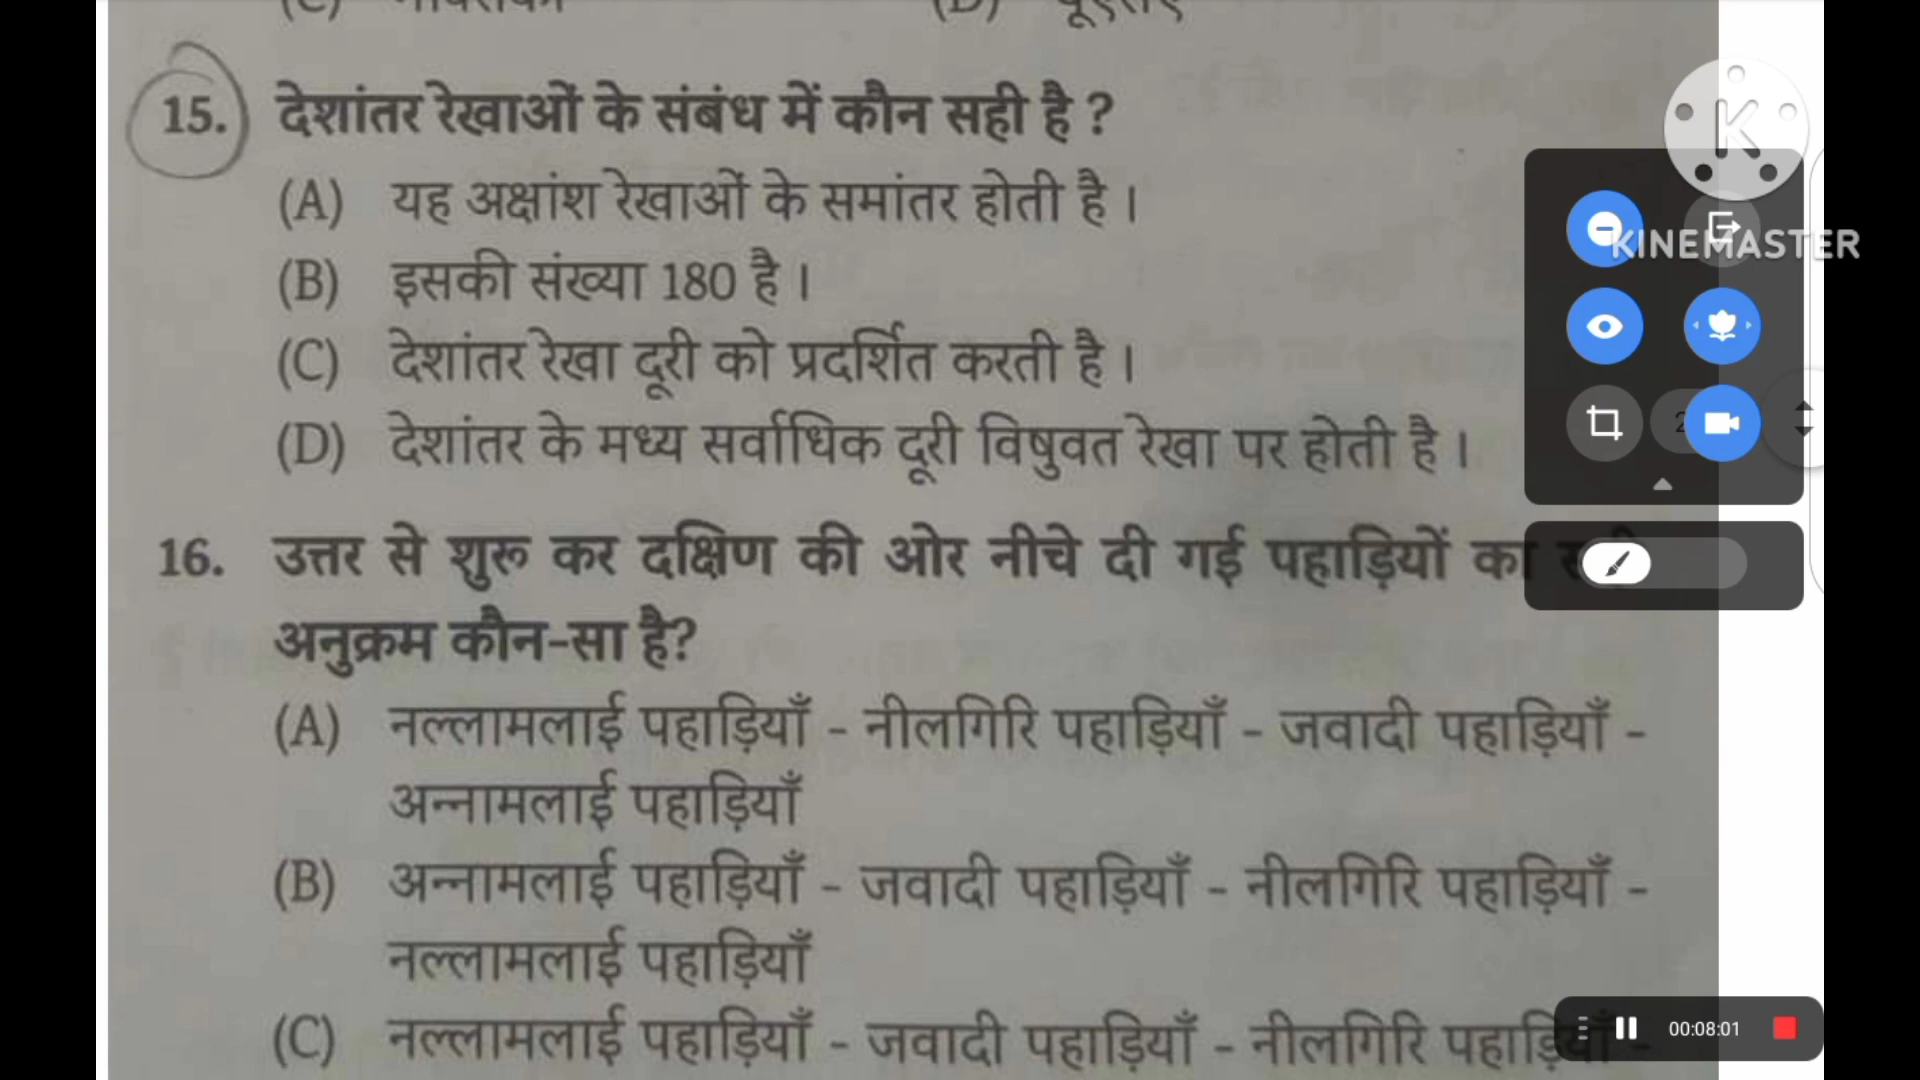 15. देशांतर रेखाओं के संबंध में कौन सही है ?
(A) यह अक्षांश रेखाओं के समांतर होती है ।
(B) इसकी संख्या 180 है ।
(C) देशांतर रेखा दूरी को प्रदर्शित करती है ।
(D) देशांतर के मध्य सर्वाधिक दूरी विषुवत रेखा पर होती है ।
16. उत्तर से शुरू कर दक्षिण की ओर नीचे दी गई पहाड़ियों का
अनुक्रम कौन-सा है?
(A) नल्लामलाई पहाड़ियाँ - नीलगिरि पहाड़ियाँ - जवादी पहाड़ियाँ -
अन्नामलाई पहाड़ियाँ
(B) अन्नामलाई पहाड़ियाँ - जवादी पहाड़ियाँ - नीलगिरि पहाड़ियाँ -
नल्लामलाई पहाड़ियाँ
(C) नल्लामलाई पहाड़ियाँ - जवादी पहाड़ियाँ - नीलगिरि पहाड़ियाँ -
K
KINEMASTER
00:08:01